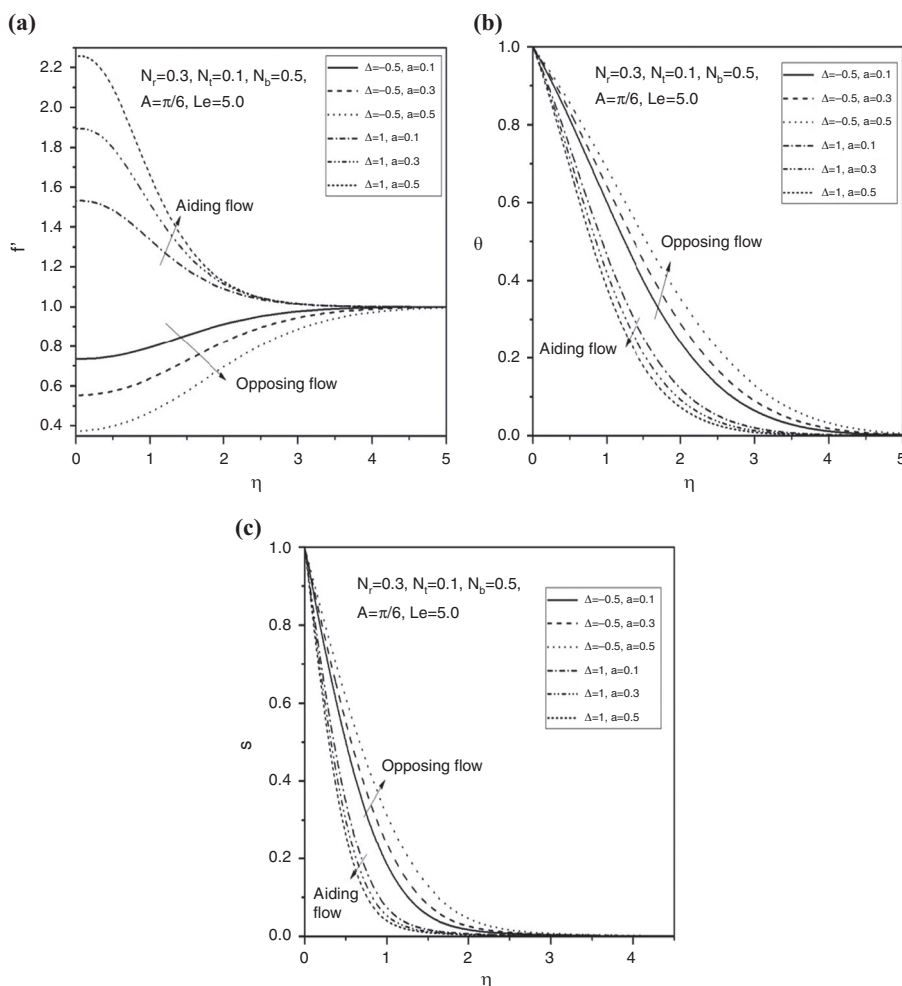 (a)
2.2
2.0
1.8
1.6
1.4
1.2
1.0
0.8
0.6
0.4
f'
N_r=0.3, N_t=0.1, N_b=0.5,
A=π/6, Le=5.0
Δ=−0.5, a=0.1
Δ=−0.5, a=0.3
Δ=−0.5, a=0.5
Δ=1, a=0.1
Δ=1, a=0.3
Δ=1, a=0.5
Aiding flow
Opposing flow
0 1 2 3 4 5
η
(b)
1.0
0.8
0.6
0.4
0.2
0.0
θ
N_r=0.3, N_t=0.1, N_b=0.5,
A=π/6, Le=5.0
Δ=−0.5, a=0.1
Δ=−0.5, a=0.3
Δ=−0.5, a=0.5
Δ=1, a=0.1
Δ=1, a=0.3
Δ=1, a=0.5
Opposing flow
Aiding flow
0 1 2 3 4 5
η
(c)
1.0
0.8
0.6
0.4
0.2
0.0
s
N_r=0.3, N_t=0.1, N_b=0.5,
A=π/6, Le=5.0
Δ=−0.5, a=0.1
Δ=−0.5, a=0.3
Δ=−0.5, a=0.5
Δ=1, a=0.1
Δ=1, a=0.3
Δ=1, a=0.5
Opposing flow
Aiding
flow
0 1 2 3 4
η